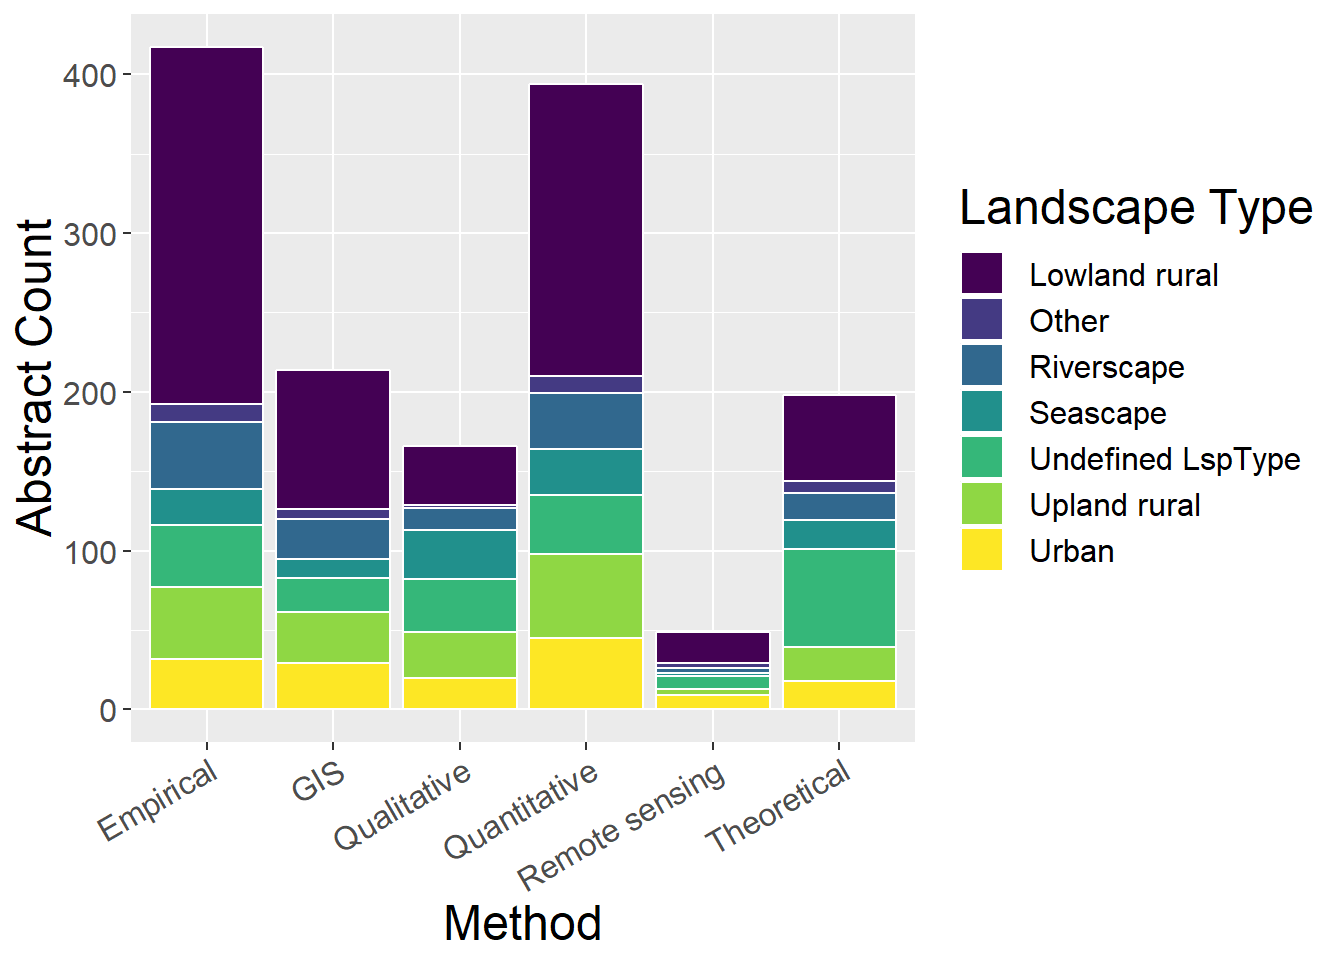 Abstract Count
400
300
200
100
0
Empirical
GIS
Qualitative
Quantitative
Remote sensing
Theoretical
Method
Landscape Type
Lowland rural
Other
Riverscape
Seascape
Undefined LspType
Upland rural
Urban